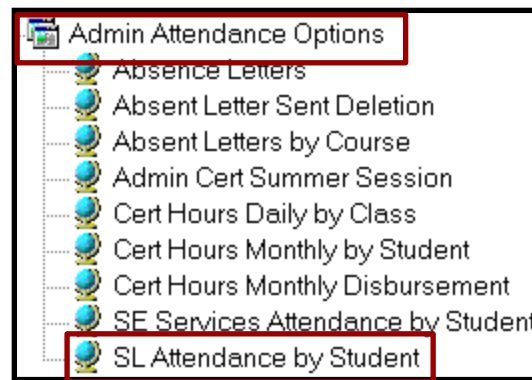 Admin Attendance Options
Absence Letters
Absent Letter Sent Deletion
Absent Letters by Course
Admin Cert Summer Session
Cert Hours Daily by Class
Cert Hours Monthly by Student
Cert Hours Monthly Disbursement
SE Services Attendance by Student
SL Attendance by Student